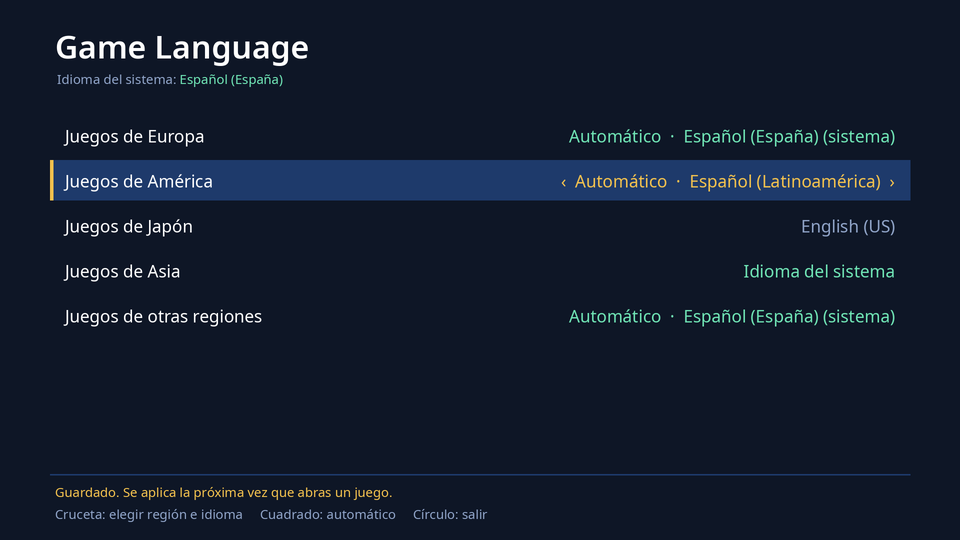 Game Language
Idioma del sistema: Español (España)
Juegos de Europa Automático · Español (España) (sistema)
Juegos de América ‹ Automático · Español (Latinoamérica) ›
Juegos de Japón English (US)
Juegos de Asia Idioma del sistema
Juegos de otras regiones Automático · Español (España) (sistema)
Guardado. Se aplica la próxima vez que abras un juego.
Cruceta: elegir región e idioma Cuadrado: automático Círculo: salir